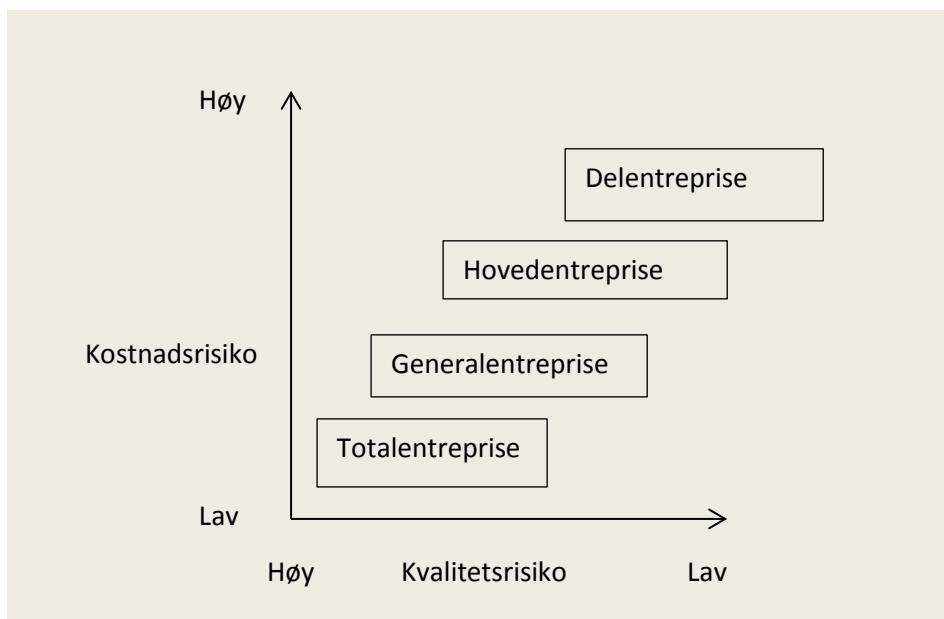 Høy
Delentreprise
Hovedentreprise
Kostnadsrisiko
Generalentreprise
Totalentreprise
Lav
Høy Kvalitetsrisiko Lav